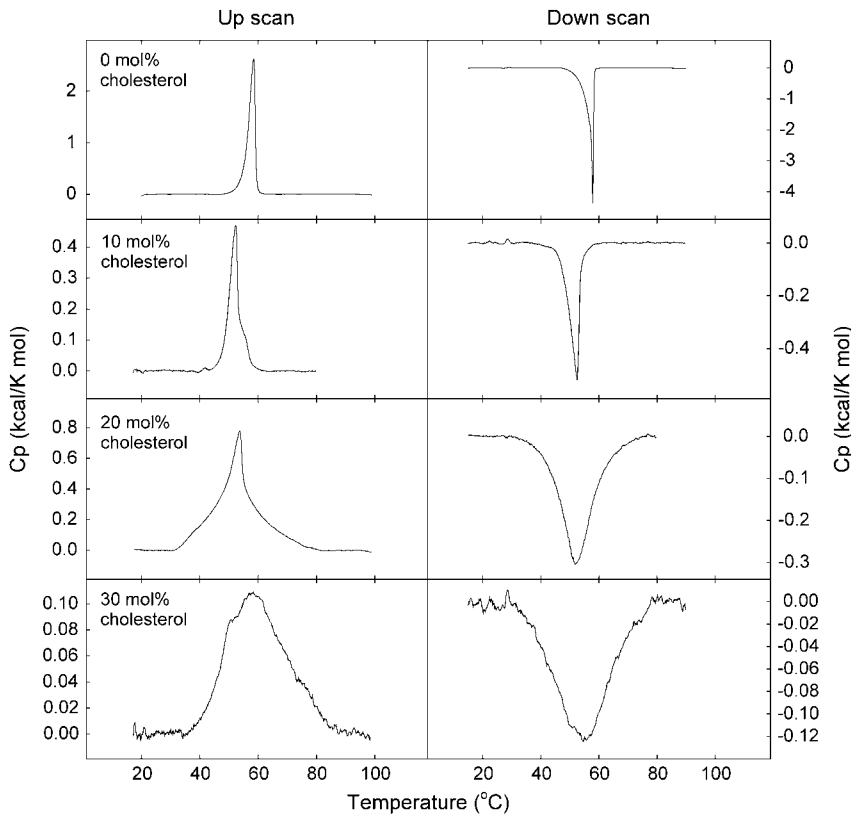 Up scan
Down scan
0 mol%
cholesterol
2
1
0
0
-1
-2
-3
-4
10 mol%
cholesterol
0.4
0.3
0.2
0.1
0.0
0.0
-0.2
-0.4
20 mol%
cholesterol
0.8
0.6
0.4
0.2
0.0
0.0
-0.1
-0.2
-0.3
30 mol%
cholesterol
0.10
0.08
0.06
0.04
0.02
0.00
0.00
-0.02
-0.04
-0.06
-0.08
-0.10
-0.12
Cp (kcal/K mol)
Cp (kcal/K mol)
20 40 60 80 100
20 40 60 80 100
Temperature (°C)